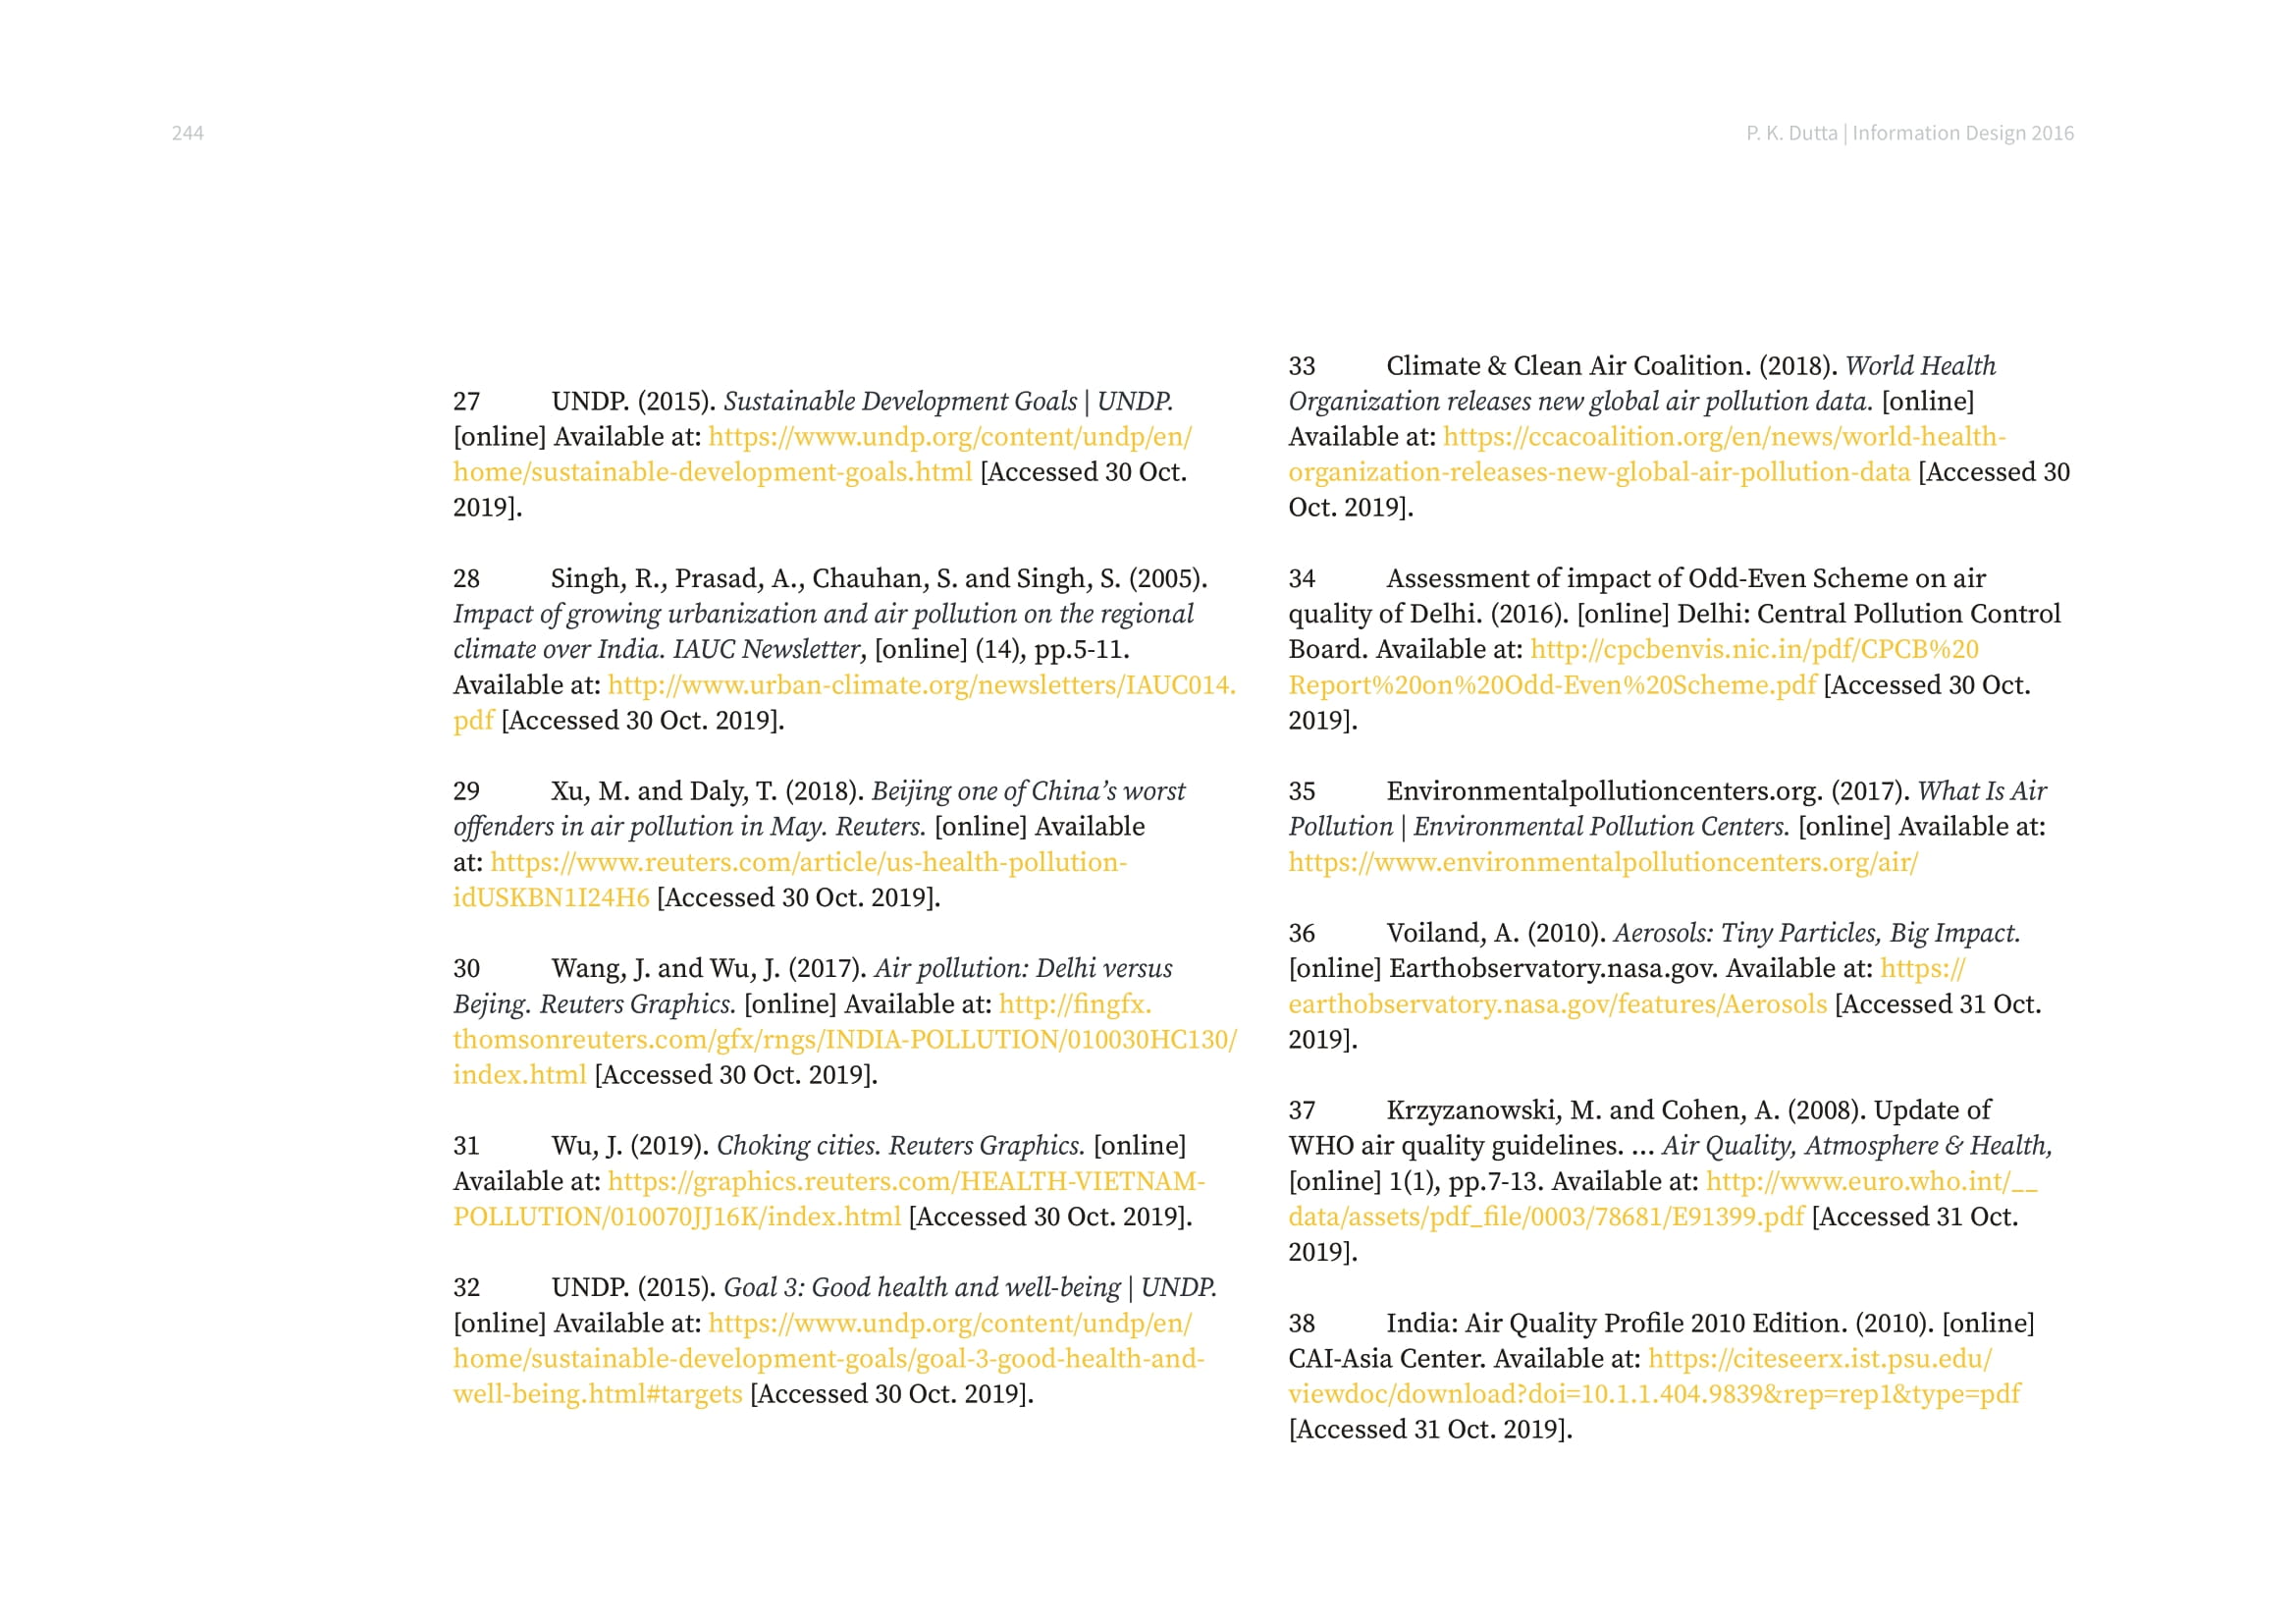 244
P. K. Dutta | Information Design 2016
27 UNDP. (2015). Sustainable Development Goals | UNDP.
[online] Available at: https://www.undp.org/content/undp/en/
home/sustainable-development-goals.html [Accessed 30 Oct.
2019].
28 Singh, R., Prasad, A., Chauhan, S. and Singh, S. (2005).
Impact of growing urbanization and air pollution on the regional
climate over India. IAUC Newsletter, [online] (14), pp.5-11.
Available at: http://www.urban-climate.org/newsletters/IAUC014.
pdf [Accessed 30 Oct. 2019].
29 Xu, M. and Daly, T. (2018). Beijing one of China’s worst
offenders in air pollution in May. Reuters. [online] Available
at: https://www.reuters.com/article/us-health-pollution-
idUSKBN1I24H6 [Accessed 30 Oct. 2019].
30 Wang, J. and Wu, J. (2017). Air pollution: Delhi versus
Bejing. Reuters Graphics. [online] Available at: http://fingfx.
thomsonreuters.com/gfx/rngs/INDIA-POLLUTION/010030HC130/
index.html [Accessed 30 Oct. 2019].
31 Wu, J. (2019). Choking cities. Reuters Graphics. [online]
Available at: https://graphics.reuters.com/HEALTH-VIETNAM-
POLLUTION/010070JJ16K/index.html [Accessed 30 Oct. 2019].
32 UNDP. (2015). Goal 3: Good health and well-being | UNDP.
[online] Available at: https://www.undp.org/content/undp/en/
home/sustainable-development-goals/goal-3-good-health-and-
well-being.html#targets [Accessed 30 Oct. 2019].
33 Climate & Clean Air Coalition. (2018). World Health
Organization releases new global air pollution data. [online]
Available at: https://ccacoalition.org/en/news/world-health-
organization-releases-new-global-air-pollution-data [Accessed 30
Oct. 2019].
34 Assessment of impact of Odd-Even Scheme on air
quality of Delhi. (2016). [online] Delhi: Central Pollution Control
Board. Available at: http://cpcbenvis.nic.in/pdf/CPCB%20
Report%20on%20Odd-Even%20Scheme.pdf [Accessed 30 Oct.
2019].
35 Environmentalpollutioncenters.org. (2017). What Is Air
Pollution | Environmental Pollution Centers. [online] Available at:
https://www.environmentalpollutioncenters.org/air/
36 Voiland, A. (2010). Aerosols: Tiny Particles, Big Impact.
[online] Earthobservatory.nasa.gov. Available at: https://
earthobservatory.nasa.gov/features/Aerosols [Accessed 31 Oct.
2019].
37 Krzyzanowski, M. and Cohen, A. (2008). Update of
WHO air quality guidelines. ... Air Quality, Atmosphere & Health,
[online] 1(1), pp.7-13. Available at: http://www.euro.who.int/__
data/assets/pdf_file/0003/78681/E91399.pdf [Accessed 31 Oct.
2019].
38 India: Air Quality Profile 2010 Edition. (2010). [online]
CAI-Asia Center. Available at: https://citeseerx.ist.psu.edu/
viewdoc/download?doi=10.1.1.404.9839&rep=rep1&type=pdf
[Accessed 31 Oct. 2019].